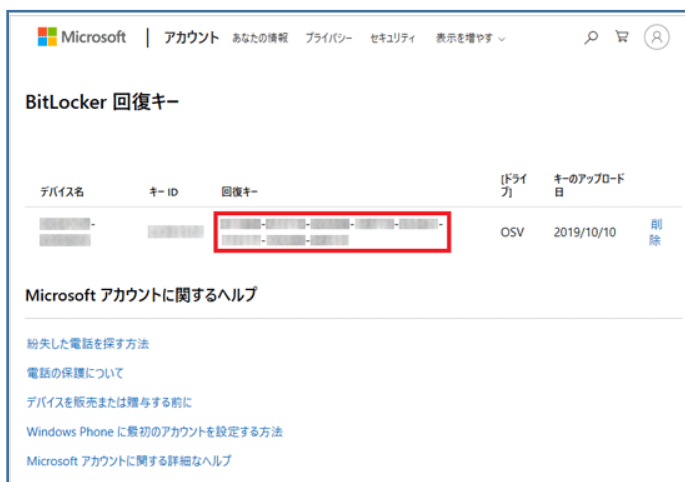 Microsoft | アカウント あなたの情報 プライバシー セキュリティ 表示を増やす
BitLocker 回復キー
デバイス名 キー ID 回復キー [ドライブ] キーのアップロード日
OSV 2019/10/10 削除
Microsoft アカウントに関するヘルプ
紛失した電話を探す方法
電話の保護について
デバイスを販売または贈与する前に
Windows Phone に最初のアカウントを設定する方法
Microsoft アカウントに関する詳細なヘルプ